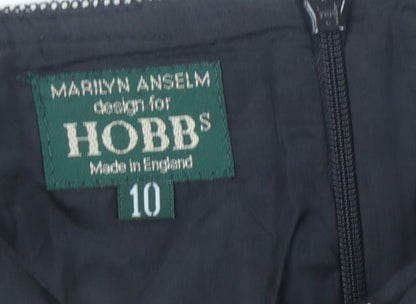 MARILYN ANSELM
design for
HOBBS
Made in England
10